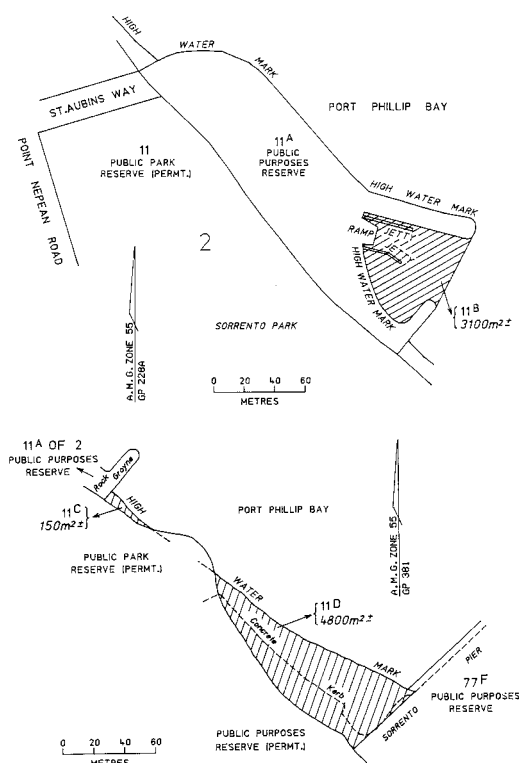 HIGH
WATER
MARK
ST. AUBINS WAY
PORT PHILLIP BAY
POINT NEPEAN
ROAD
11
PUBLIC PARK
RESERVE (PERMT.)
11A
PUBLIC
PURPOSES
RESERVE
HIGH WATER MARK
RAMP
JETTY
JETTY
HIGH WATER
MARK
2
11B
3100m²±
SORRENTO PARK
A.M.G. ZONE 55
GP 228A
0 20 40 60
METRES
11A OF 2
PUBLIC PURPOSES
RESERVE
Rock Groyne
11C
150m²±
HIGH
PORT PHILLIP BAY
PUBLIC PARK
RESERVE (PERMT.)
A.M.G. ZONE 55
GP 381
WATER
11D
4800m²±
Concrete
Kerb
MARK
SORRENTO
PIER
77F
PUBLIC PURPOSES
RESERVE
PUBLIC PURPOSES
RESERVE (PERMT.)
0 20 40 60
METRES